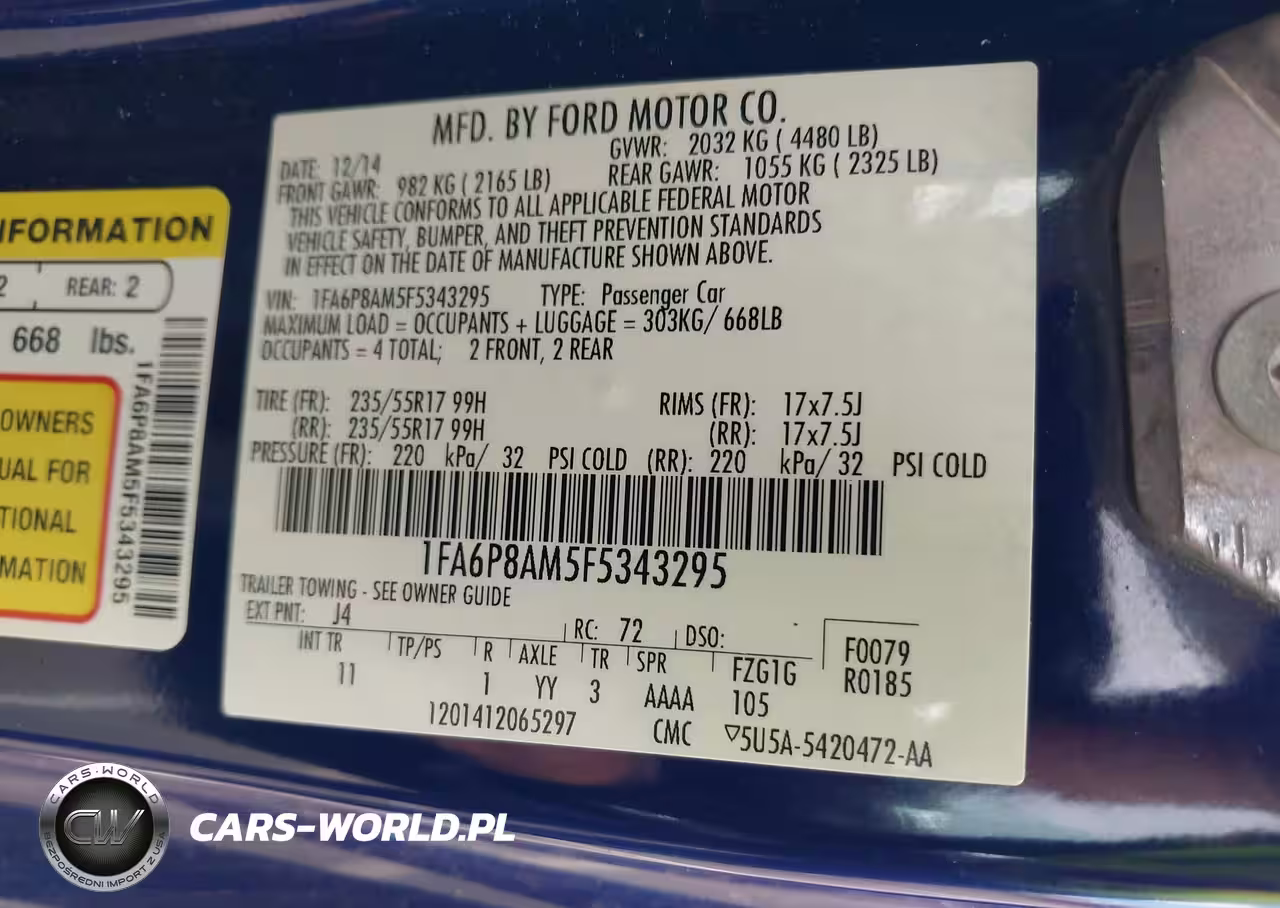 MFD. BY FORD MOTOR CO.
DATE: 12/14 GVWR: 2032 KG ( 4480 LB)
FRONT GAWR: 982 KG ( 2165 LB) REAR GAWR: 1055 KG ( 2325 LB)
THIS VEHICLE CONFORMS TO ALL APPLICABLE FEDERAL MOTOR
VEHICLE SAFETY, BUMPER, AND THEFT PREVENTION STANDARDS
IN EFFECT ON THE DATE OF MANUFACTURE SHOWN ABOVE.
VIN: 1FA6P8AM5F5343295 TYPE: Passenger Car
MAXIMUM LOAD = OCCUPANTS + LUGGAGE = 303KG/ 668LB
OCCUPANTS = 4 TOTAL; 2 FRONT, 2 REAR
TIRE (FR): 235/55R17 99H RIMS (FR): 17x7.5J
(RR): 235/55R17 99H (RR): 17x7.5J
PRESSURE (FR): 220 kPa/ 32 PSI COLD (RR): 220 kPa/ 32 PSI COLD
1FA6P8AM5F5343295
TRAILER TOWING - SEE OWNER GUIDE
EXT PNT: J4 RC: 72 DSO:
INT TR TP/PS R AXLE TR SPR FZG1G F0079
11 1 YY 3 AAAA 105 R0185
1201412065297 CMC ▽5U5A-5420472-AA
NFORMATION
2 REAR: 2
668 lbs.
OWNERS
UAL FOR
TIONAL
MATION
1FA6P8AM5F5343295
CARS-WORLD
CW
BEZPOŚREDNI IMPORT Z USA
CARS-WORLD.PL